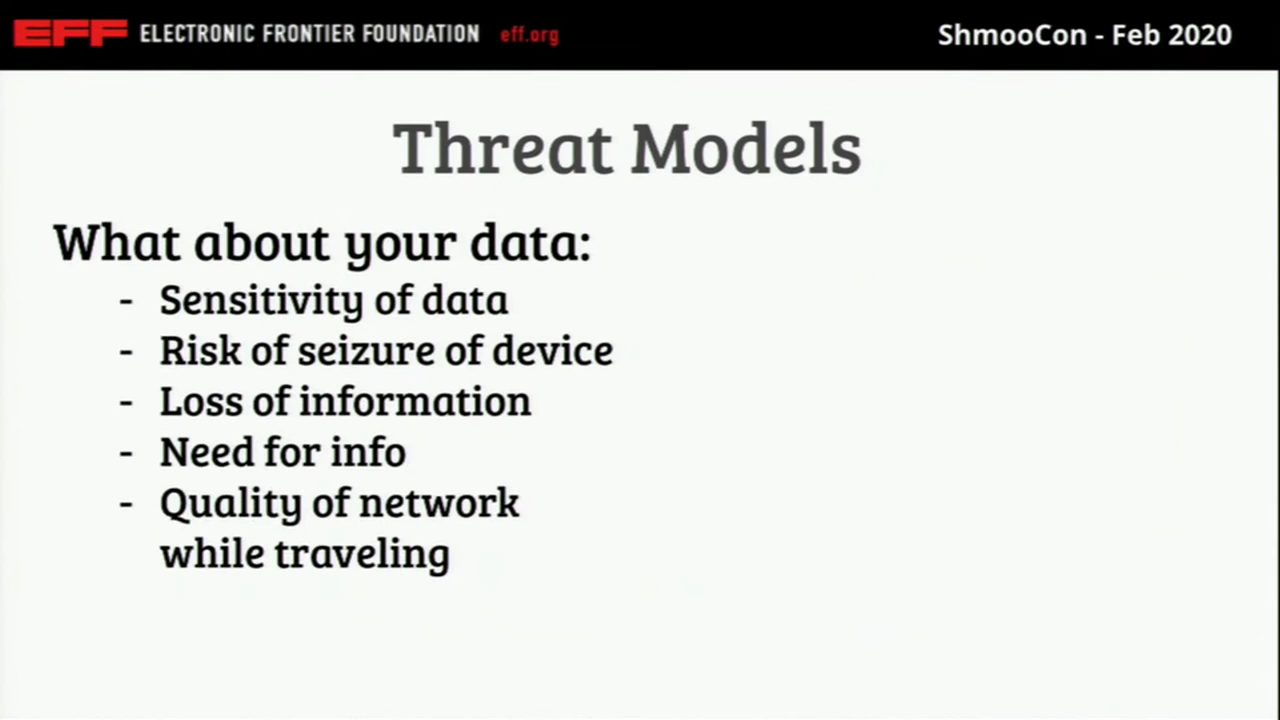 EFF ELECTRONIC FRONTIER FOUNDATION eff.org
ShmooCon - Feb 2020
Threat Models
What about your data:
- Sensitivity of data
- Risk of seizure of device
- Loss of information
- Need for info
- Quality of network
while traveling